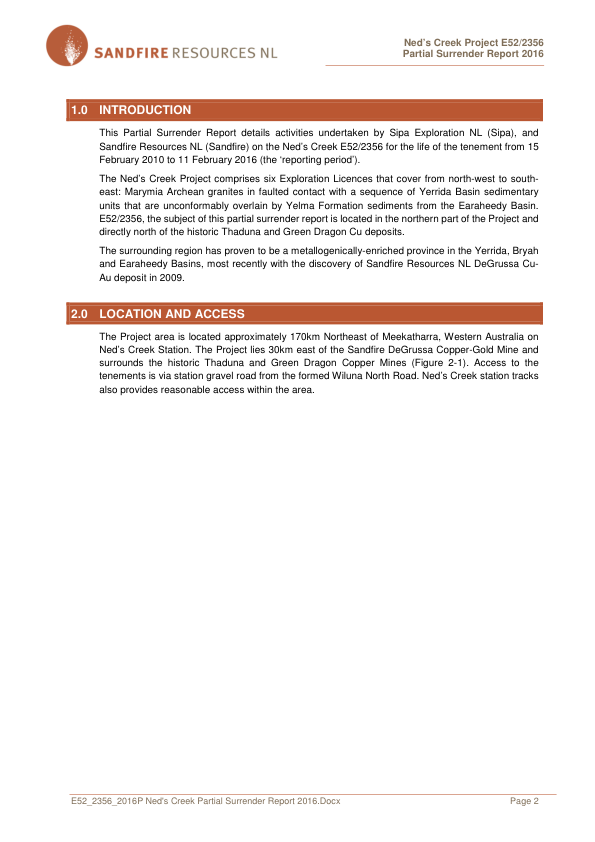 SANDFIRE RESOURCES NL
Ned's Creek Project E52/2356
Partial Surrender Report 2016
1.0 INTRODUCTION
This Partial Surrender Report details activities undertaken by Sipa Exploration NL (Sipa), and
Sandfire Resources NL (Sandfire) on the Ned's Creek E52/2356 for the life of the tenement from 15
February 2010 to 11 February 2016 (the 'reporting period').
The Ned's Creek Project comprises six Exploration Licences that cover from north-west to south-
east: Marymia Archean granites in faulted contact with a sequence of Yerrida Basin sedimentary
units that are unconformably overlain by Yelma Formation sediments from the Earaheedy Basin.
E52/2356, the subject of this partial surrender report is located in the northern part of the Project and
directly north of the historic Thaduna and Green Dragon Cu deposits.
The surrounding region has proven to be a metallogenically-enriched province in the Yerrida, Bryah
and Earaheedy Basins, most recently with the discovery of Sandfire Resources NL DeGrussa Cu-
Au deposit in 2009.
2.0 LOCATION AND ACCESS
The Project area is located approximately 170km Northeast of Meekatharra, Western Australia on
Ned's Creek Station. The Project lies 30km east of the Sandfire DeGrussa Copper-Gold Mine and
surrounds the historic Thaduna and Green Dragon Copper Mines (Figure 2-1). Access to the
tenements is via station gravel road from the formed Wiluna North Road. Ned's Creek station tracks
also provides reasonable access within the area.
E52_2356_2016P Ned's Creek Partial Surrender Report 2016.Docx
Page 2